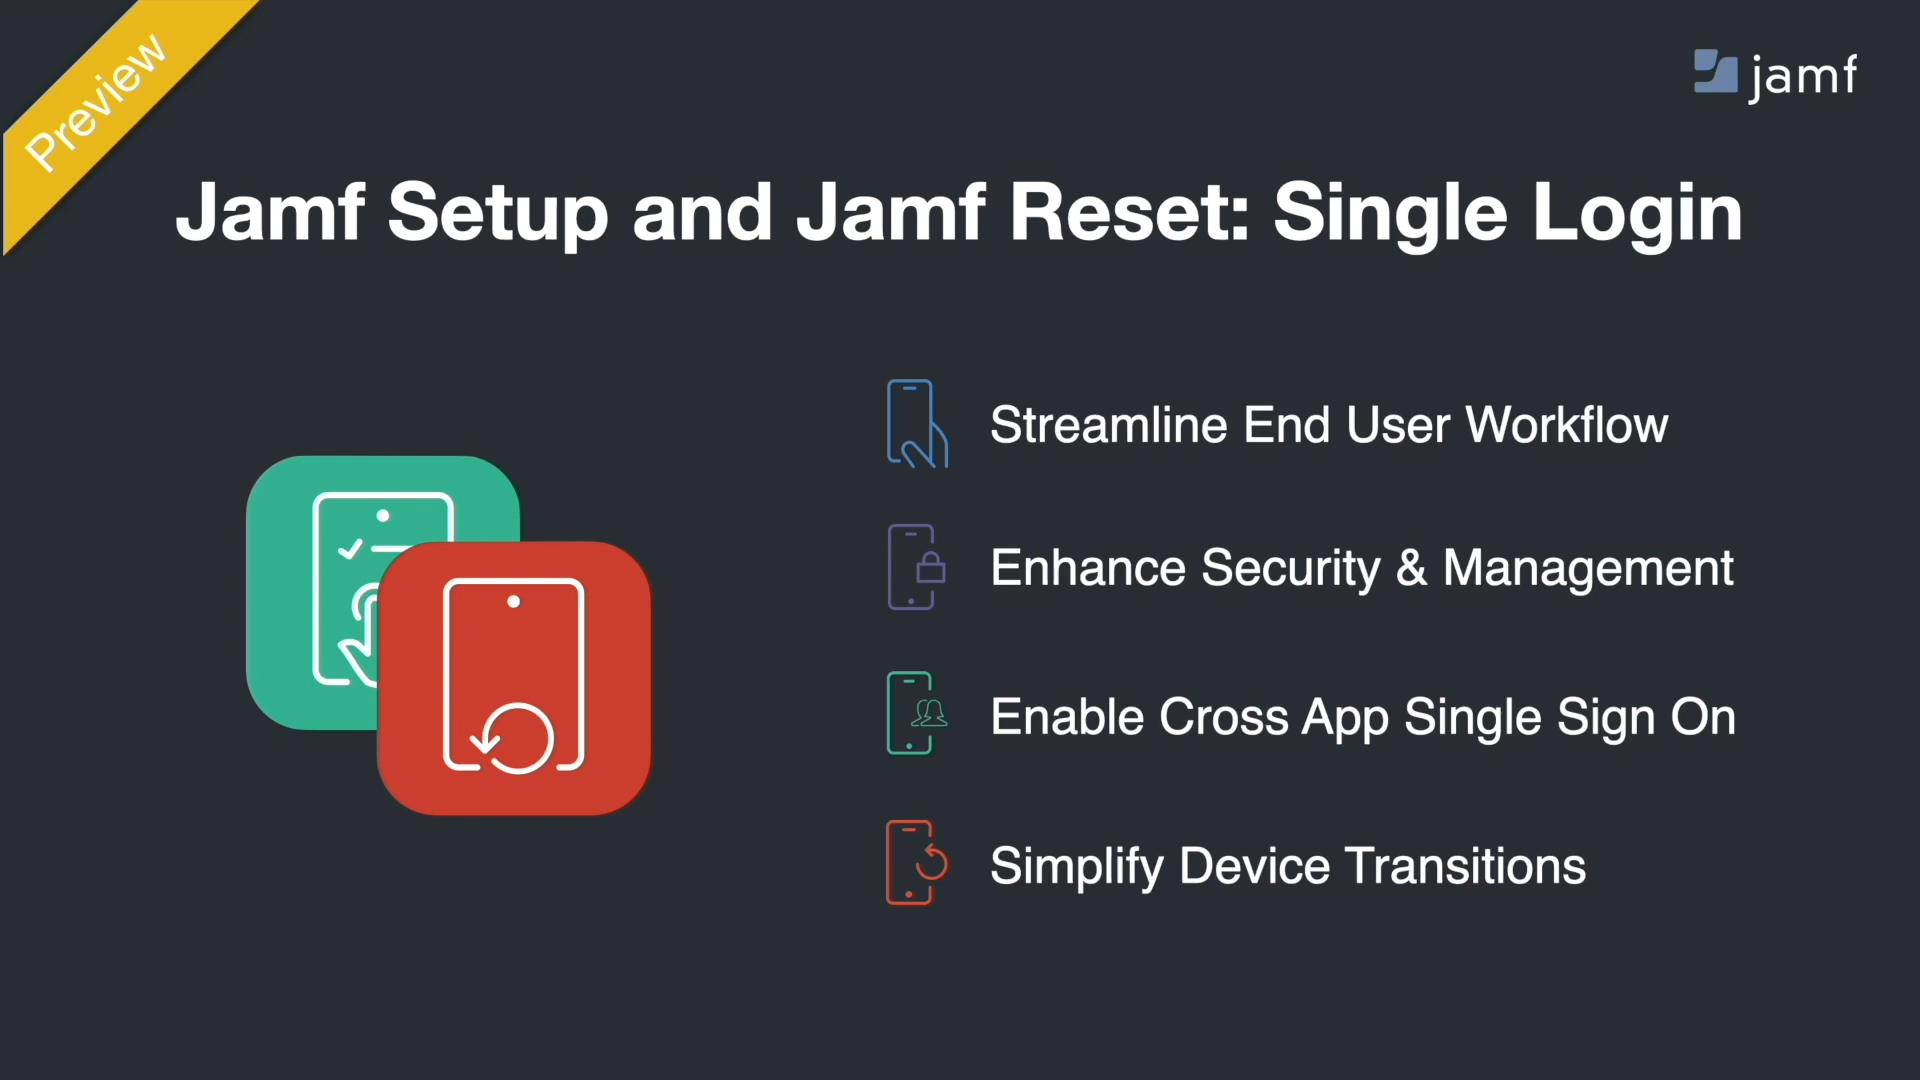 Preview
jamf
Jamf Setup and Jamf Reset: Single Login
Streamline End User Workflow
Enhance Security & Management
Enable Cross App Single Sign On
Simplify Device Transitions